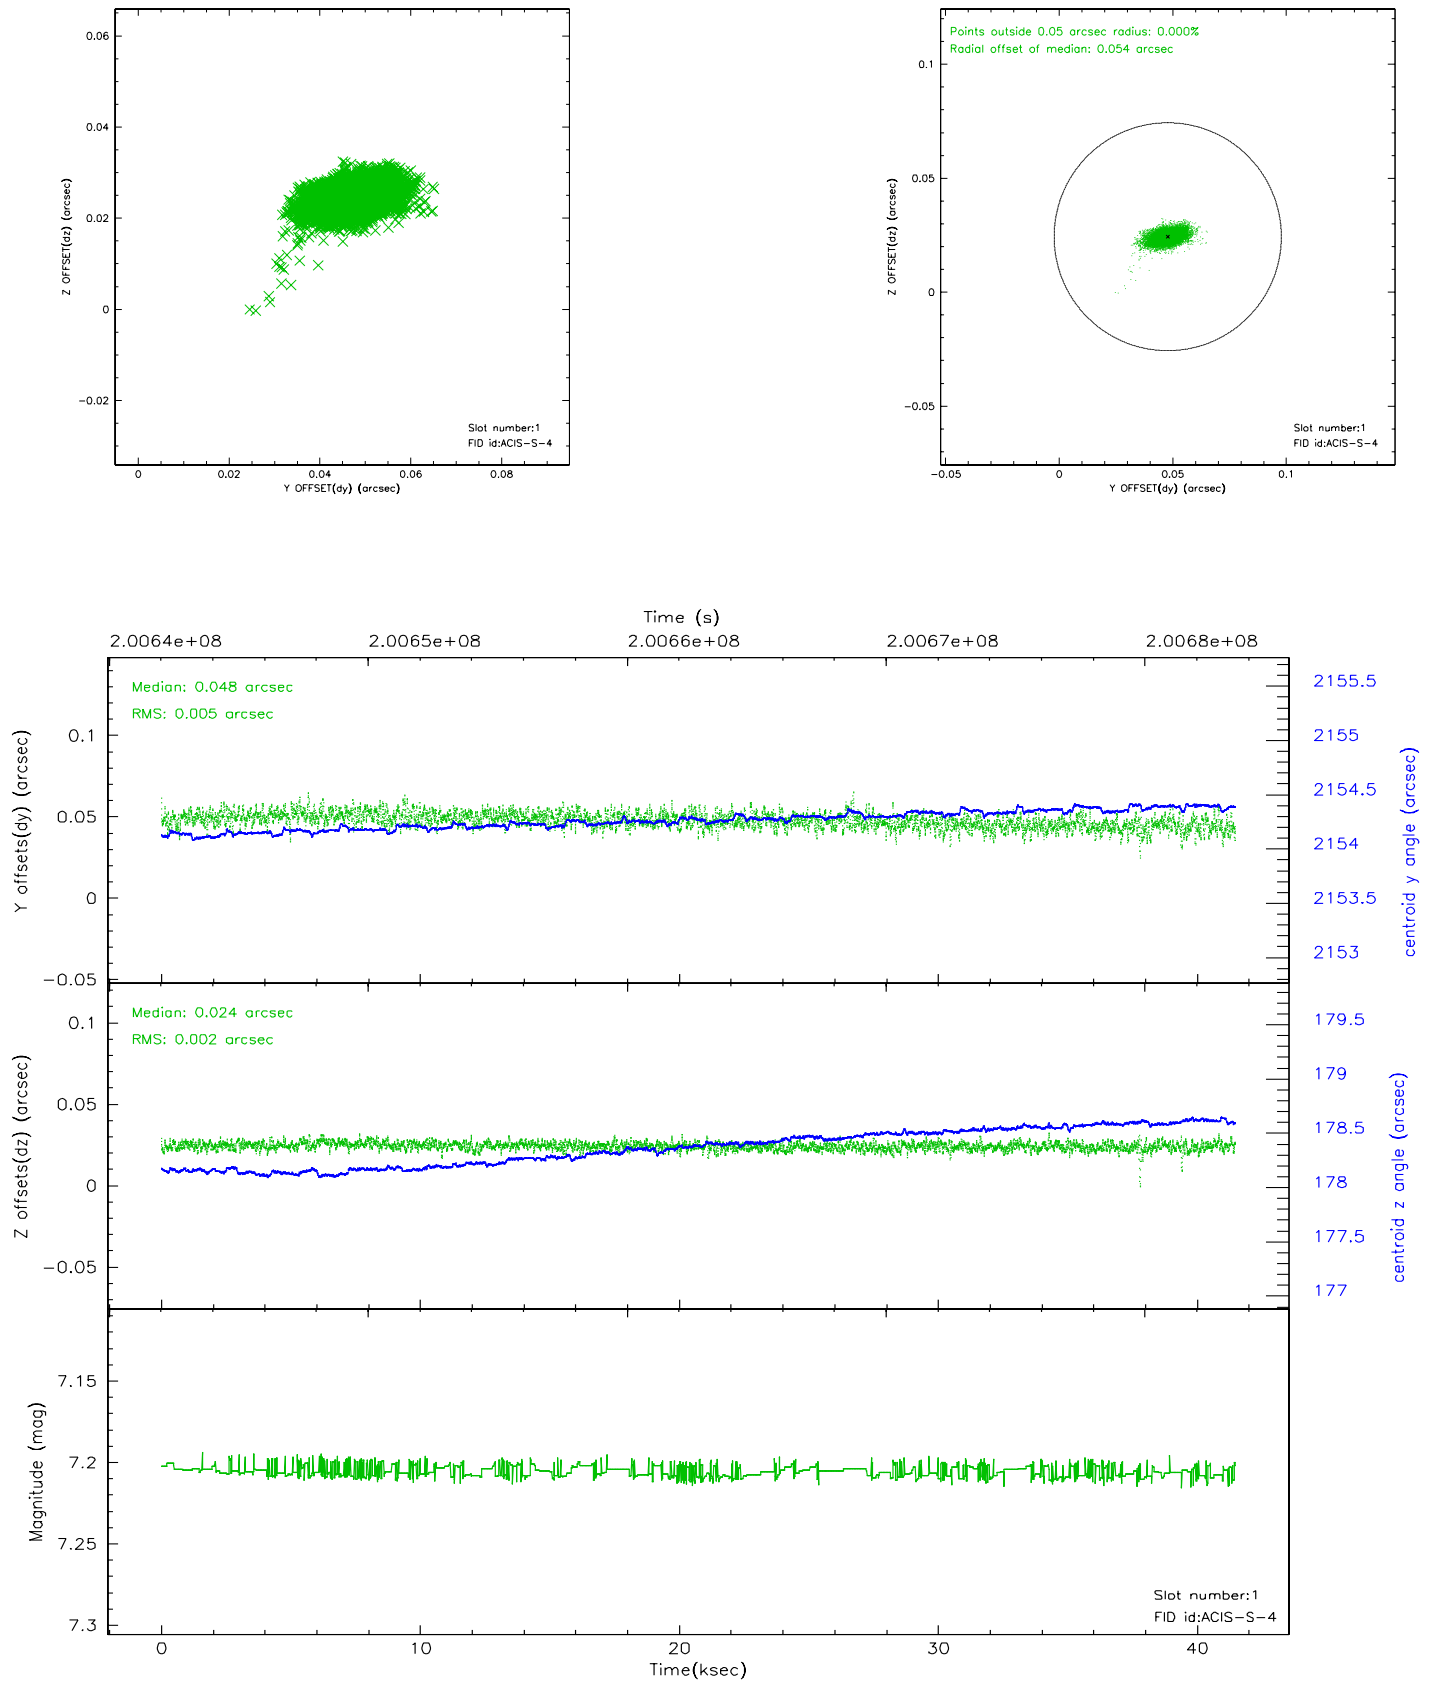 0.06
0.04
0.02
0
−0.02
Z OFFSET(dz) (arcsec)
Slot number:1
FID id:ACIS−S−4
0 0.02 0.04 0.06 0.08
Y OFFSET(dy) (arcsec)
Points outside 0.05 arcsec radius: 0.000%
Radial offset of median: 0.054 arcsec
0.1
0.05
0
−0.05
Z OFFSET(dz) (arcsec)
Slot number:1
FID id:ACIS−S−4
−0.05 0 0.05 0.1
Y OFFSET(dy) (arcsec)
Time (s)
2.0064e+08 2.0065e+08 2.0066e+08 2.0067e+08 2.0068e+08
Median: 0.048 arcsec
RMS: 0.005 arcsec
0.1
0.05
0
−0.05
Y offsets(dy) (arcsec)
2155.5
2155
2154.5
2154
2153.5
2153
centroid y angle (arcsec)
Median: 0.024 arcsec
RMS: 0.002 arcsec
0.1
0.05
0
−0.05
Z offsets(dz) (arcsec)
179.5
179
178.5
178
177.5
177
centroid z angle (arcsec)
7.15
7.2
7.25
7.3
Magnitude (mag)
Slot number:1
FID id:ACIS−S−4
0 10 20 30 40
Time(ksec)